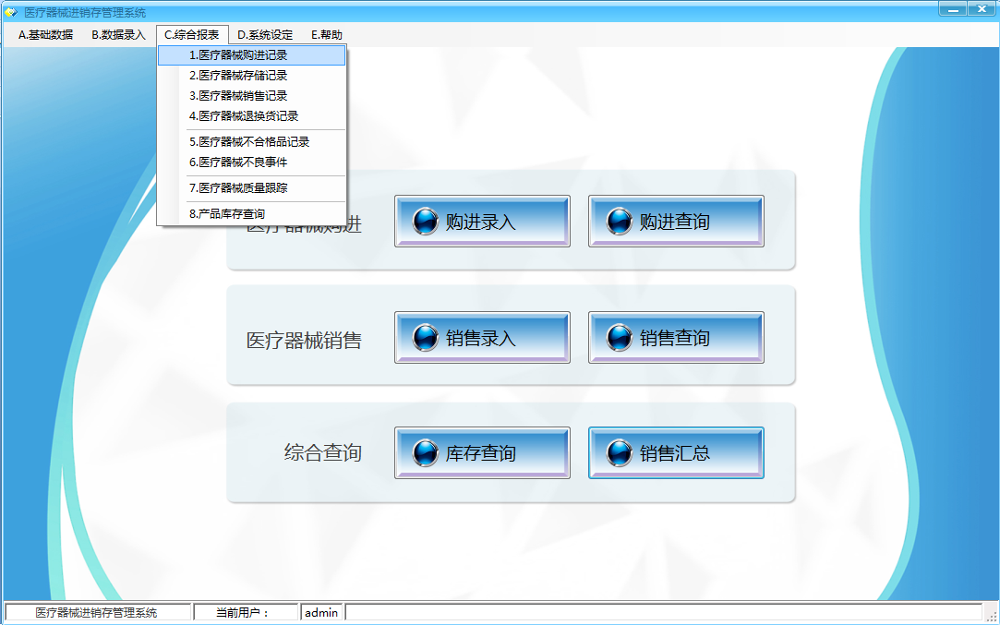 医疗器械进销存管理系统
A.基础数据 B.数据录入 C.综合报表 D.系统设定 E.帮助
1.医疗器械购进记录
2.医疗器械存储记录
3.医疗器械销售记录
4.医疗器械退换货记录
5.医疗器械不合格品记录
6.医疗器械不良事件
7.医疗器械质量跟踪
8.产品库存查询
医疗器械购进 购进录入 购进查询
医疗器械销售 销售录入 销售查询
综合查询 库存查询 销售汇总
医疗器械进销存管理系统 当前用户： admin